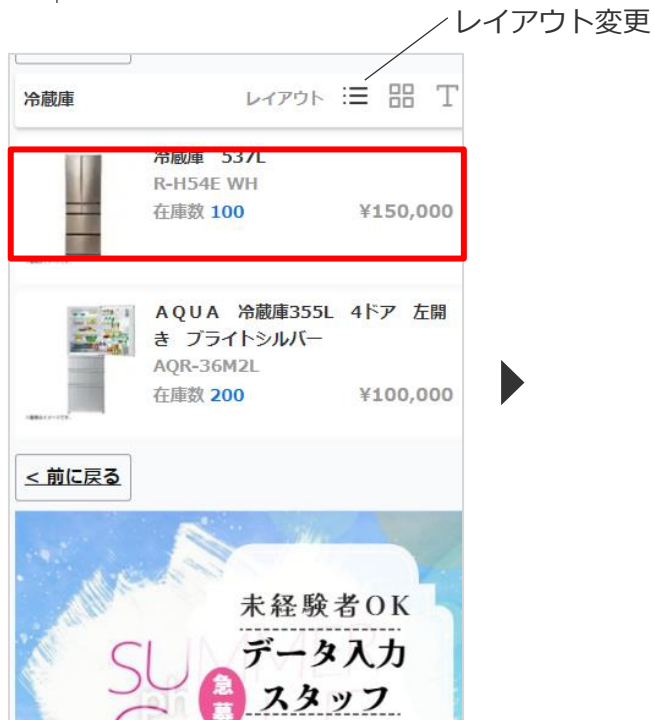 レイアウト変更
冷蔵庫 レイアウト T
冷蔵庫　537L
R-H54E WH
在庫数 100 ¥150,000
ＡＱＵＡ　冷蔵庫355L　4ドア　左開
き　ブライトシルバー
AQR-36M2L
在庫数 200 ¥100,000
< 前に戻る
未経験者OK
データ入力
SUMMER
急募
スタッフ